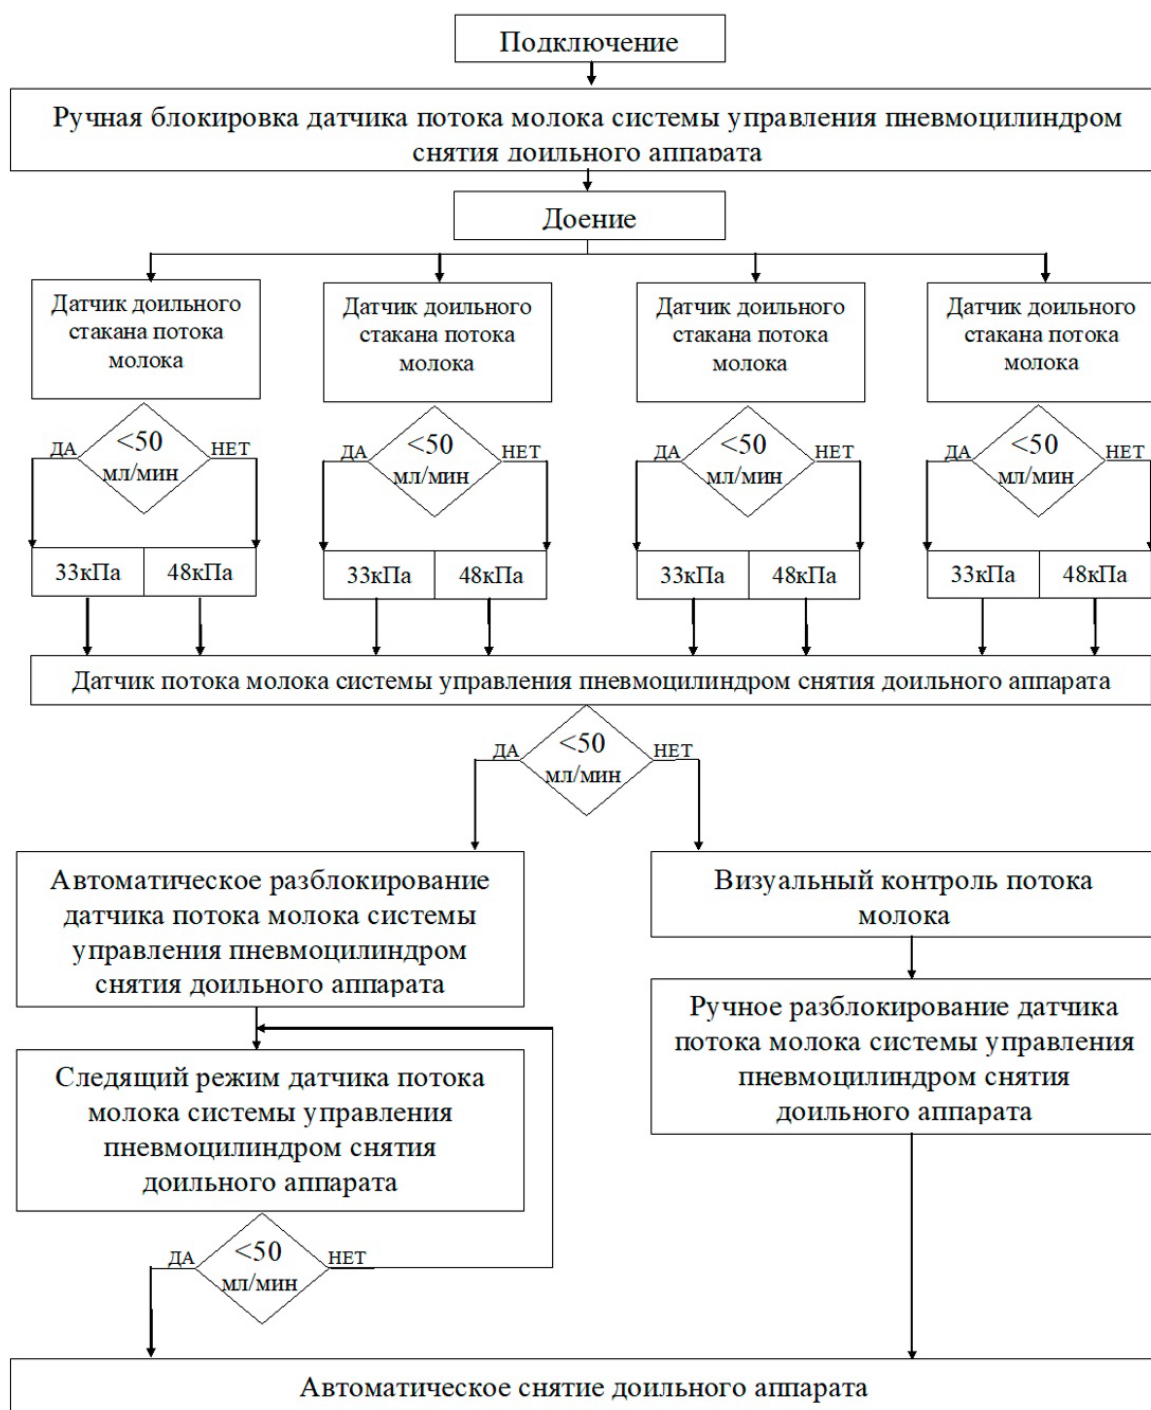 Подключение
Ручная блокировка датчика потока молока системы управления пневмоцилиндром
снятия доильного аппарата
Доение
Датчик доильного
стакана потока
молока
Датчик доильного
стакана потока
молока
Датчик доильного
стакана потока
молока
Датчик доильного
стакана потока
молока
ДА
<50
мл/мин
НЕТ
ДА
<50
мл/мин
НЕТ
ДА
<50
мл/мин
НЕТ
ДА
<50
мл/мин
НЕТ
33кПа
48кПа
33кПа
48кПа
33кПа
48кПа
33кПа
48кПа
Датчик потока молока системы управления пневмоцилиндром снятия доильного аппарата
ДА
<50
мл/мин
НЕТ
Автоматическое разблокирование
датчика потока молока системы
управления пневмоцилиндром
снятия доильного аппарата
Визуальный контроль потока
молока
Ручное разблокирование датчика
потока молока системы управления
пневмоцилиндром снятия
доильного аппарата
Следящий режим датчика потока
молока системы управления
пневмоцилиндром снятия
доильного аппарата
ДА
<50
мл/мин
НЕТ
Автоматическое снятие доильного аппарата